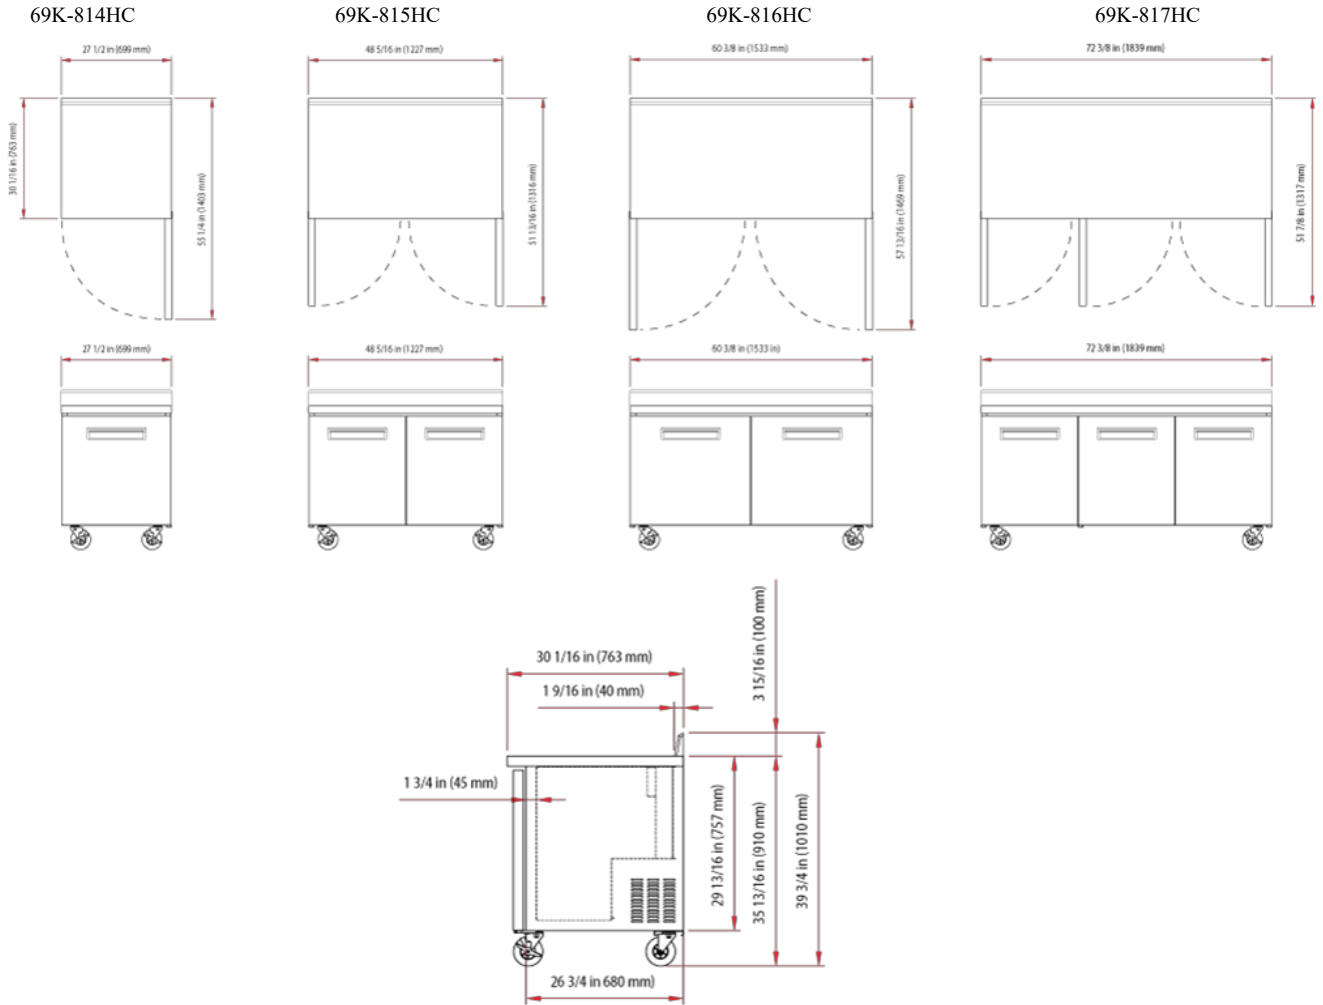 69K-814HC
69K-815HC
69K-816HC
69K-817HC
27 1/2 in (699 mm)
48 5/16 in (1227 mm)
60 3/8 in (1533 mm)
72 3/8 in (1839 mm)
30 1/16 in (763 mm)
55 1/4 in (1403 mm)
51 13/16 in (1316 mm)
57 13/16 in (1469 mm)
51 7/8 in (1317 mm)
27 1/2 in (699 mm)
48 5/16 in (1227 mm)
60 3/8 in (1533 in)
72 3/8 in (1839 mm)
3 15/16 in (100 mm)
30 1/16 in (763 mm)
1 9/16 in (40 mm)
1 3/4 in (45 mm)
29 13/16 in (757 mm)
35 13/16 in (910 mm)
39 3/4 in (1010 mm)
26 3/4 in 680 mm)